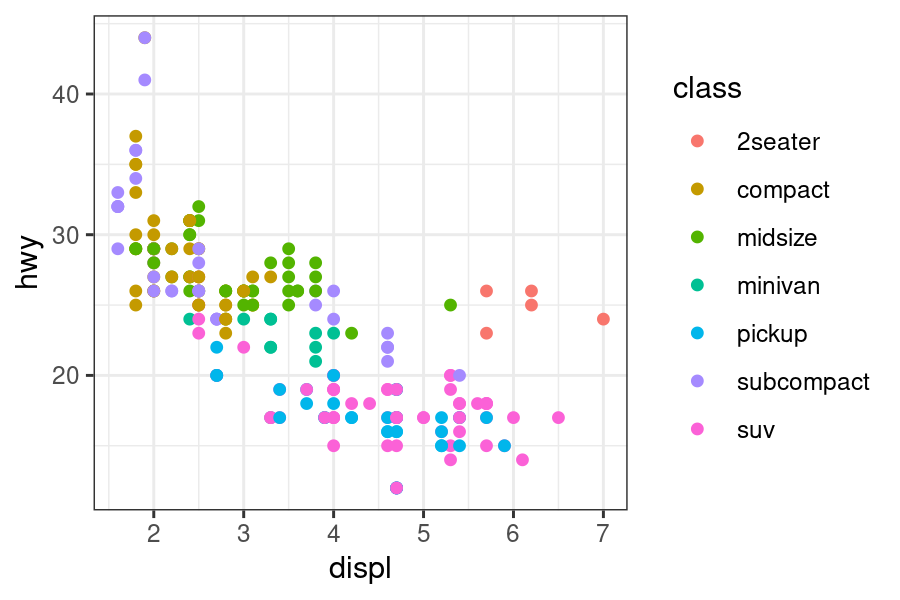 hwy
40
30
20
2 3 4 5 6 7
displ
class
2seater
compact
midsize
minivan
pickup
subcompact
suv